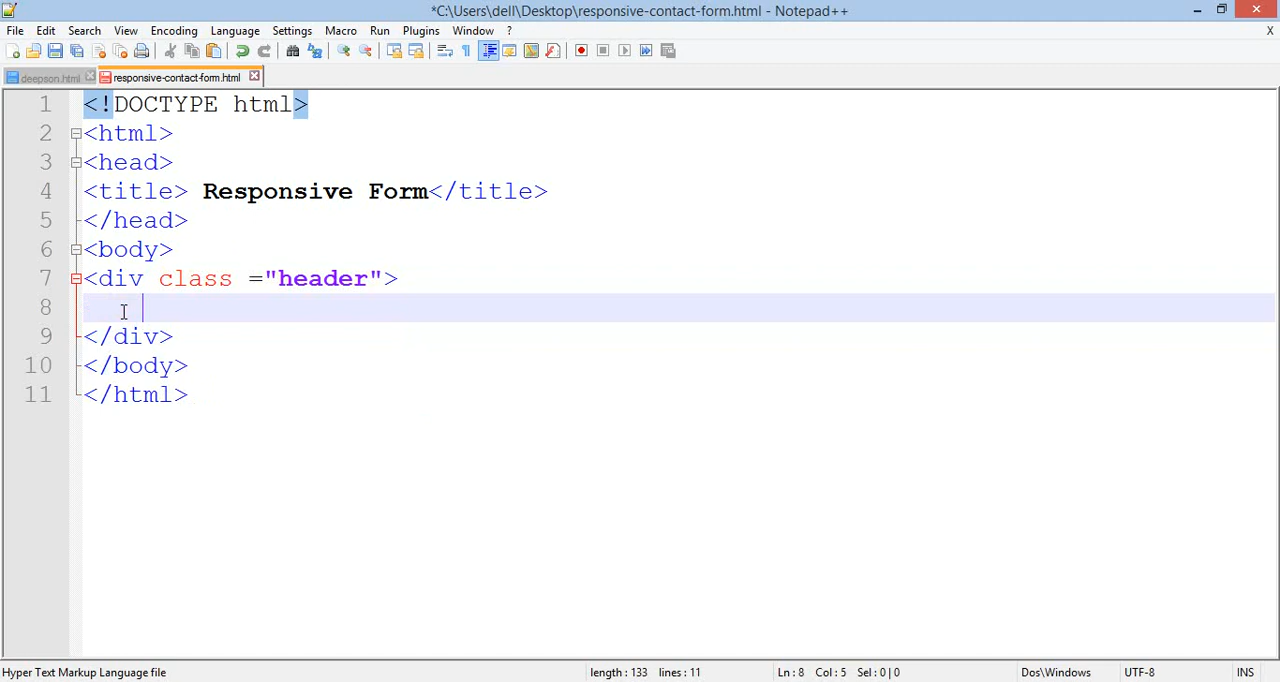 *C:\Users\dell\Desktop\responsive-contact-form.html - Notepad++
File Edit Search View Encoding Language Settings Macro Run Plugins Window ? X
deepson.html responsive-contact-form.html
1 <!DOCTYPE html>
2 <html>
3 <head>
4 <title> Responsive Form</title>
5 </head>
6 <body>
7 <div class ="header">
8
9 </div>
10 </body>
11 </html>
Hyper Text Markup Language file length : 133 lines : 11 Ln : 8 Col : 5 Sel : 0 | 0 Dos\Windows UTF-8 INS